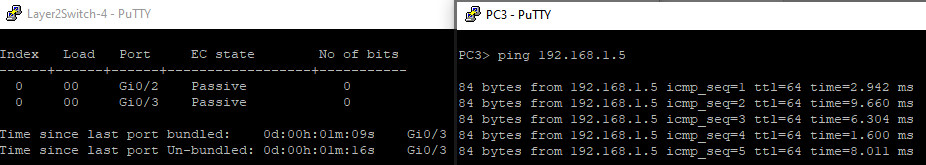 Layer2Switch-4 - PuTTY
Index   Load   Port     EC state        No of bits
------+------+------+------------------+-----------
  0      00     Gi0/2    Passive            0
  0      00     Gi0/3    Passive            0
Time since last port bundled:    0d:00h:01m:09s    Gi0/3
Time since last port Un-bundled: 0d:00h:01m:16s    Gi0/3
PC3 - PuTTY
PC3> ping 192.168.1.5
84 bytes from 192.168.1.5 icmp_seq=1 ttl=64 time=2.942 ms
84 bytes from 192.168.1.5 icmp_seq=2 ttl=64 time=9.660 ms
84 bytes from 192.168.1.5 icmp_seq=3 ttl=64 time=6.304 ms
84 bytes from 192.168.1.5 icmp_seq=4 ttl=64 time=1.600 ms
84 bytes from 192.168.1.5 icmp_seq=5 ttl=64 time=8.011 ms